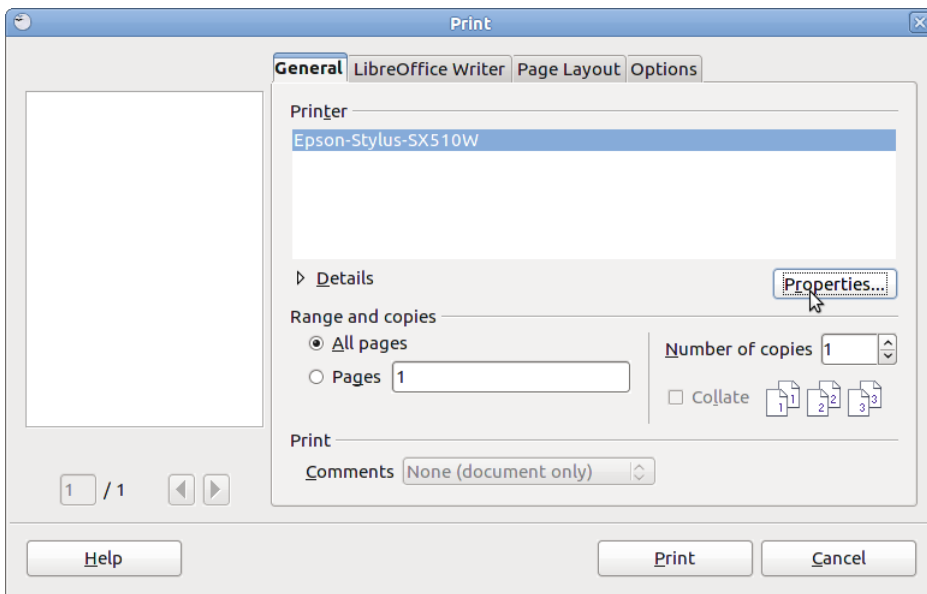 Print
General LibreOffice Writer Page Layout Options
Printer
Epson-Stylus-SX510W
Details
Properties...
Range and copies
All pages
Pages 1
Number of copies 1
Collate
1 1 2 2 3 3
Print
Comments None (document only)
1 / 1
Help Print Cancel